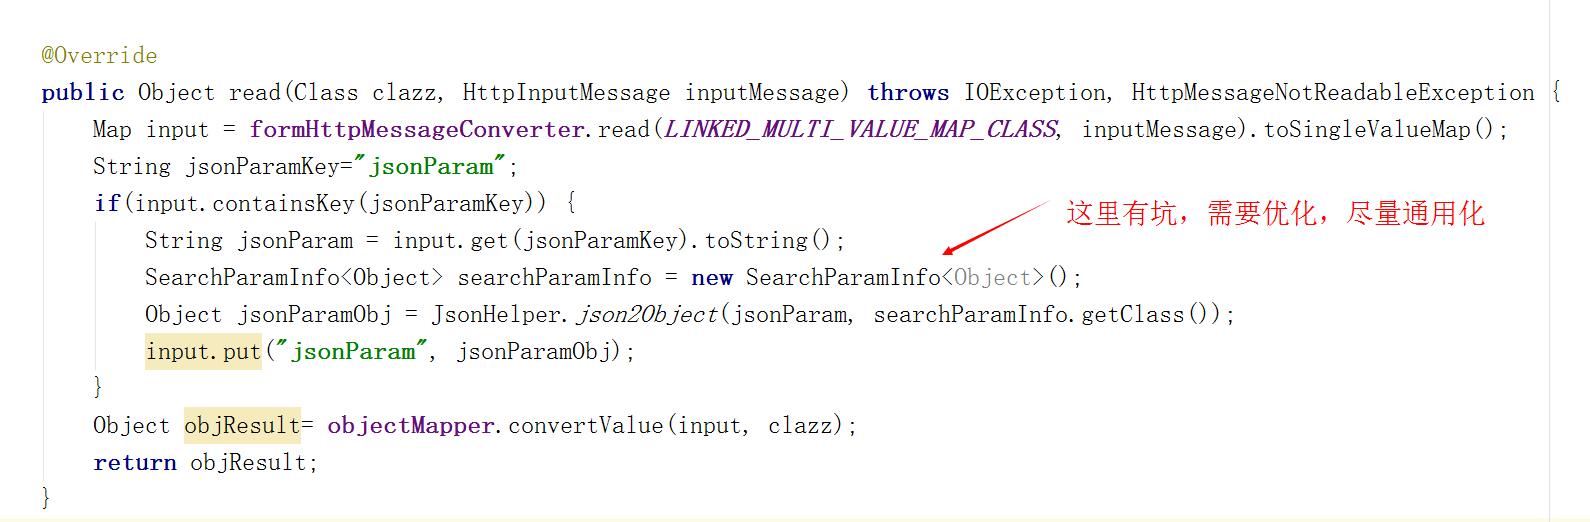 @Override
public Object read(Class clazz, HttpInputMessage inputMessage) throws IOException, HttpMessageNotReadableException {
Map input = formHttpMessageConverter.read(LINKED_MULTI_VALUE_MAP_CLASS, inputMessage).toSingleValueMap();
String jsonParamKey="jsonParam";
if(input.containsKey(jsonParamKey)) {
这里有坑，需要优化，尽量通用化
String jsonParam = input.get(jsonParamKey).toString();
SearchParamInfo<Object> searchParamInfo = new SearchParamInfo<Object>();
Object jsonParamObj = JsonHelper.json2Object(jsonParam, searchParamInfo.getClass());
input.put("jsonParam", jsonParamObj);
}
Object objResult= objectMapper.convertValue(input, clazz);
return objResult;
}